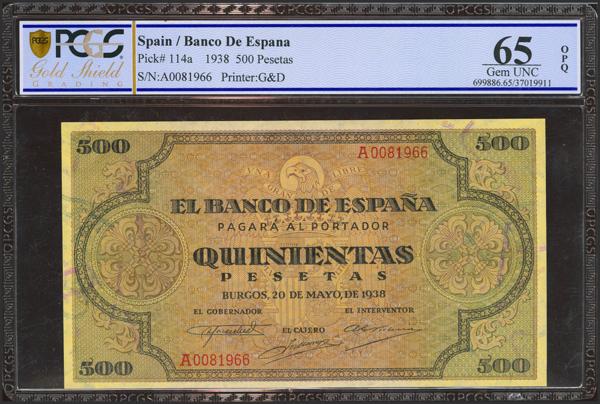 PCGS
PCGS
Gold Shield
GRADING
Spain / Banco De Espana
Pick# 114a 1938 500 Pesetas
S/N:A0081966 Printer:G&D
65
Gem UNC
OPQ
699886.65/37019911
500
A0081966
500
UNA
LIBRE
GRANDE
EL BANCO DE ESPAÑA
PAGARÁ AL PORTADOR
QUINIENTAS
PESETAS
BURGOS, 20 DE MAYO, DE 1938
EL GOBERNADOR
EL INTERVENTOR
EL CAJERO
500
A0081966
500